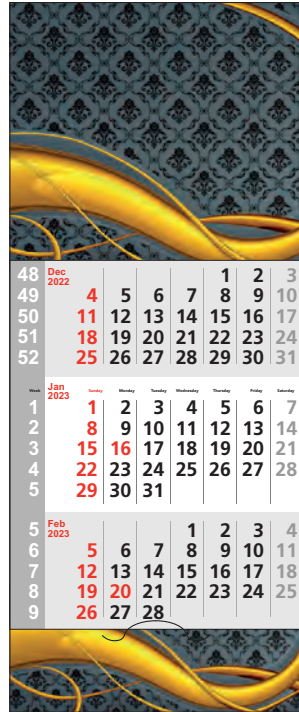 48 Dec 2022 1 2 3
49 4 5 6 7 8 9 10
50 11 12 13 14 15 16 17
51 18 19 20 21 22 23 24
52 25 26 27 28 29 30 31
Week Jan 2023 Sunday Monday Tuesday Wednesday Thursday Friday Saturday
1 1 2 3 4 5 6 7
2 8 9 10 11 12 13 14
3 15 16 17 18 19 20 21
4 22 23 24 25 26 27 28
5 29 30 31
5 Feb 2023 1 2 3 4
6 5 6 7 8 9 10 11
7 12 13 14 15 16 17 18
8 19 20 21 22 23 24 25
9 26 27 28